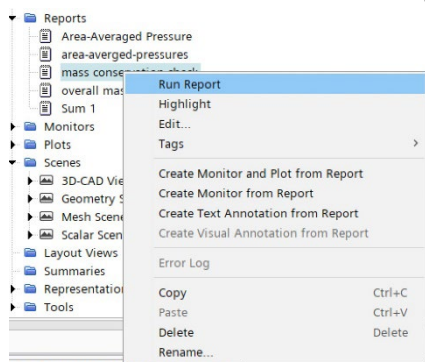 Reports
Area-Averaged Pressure
area-averged-pressures
mass conservation check
overall mas
Sum 1
Monitors
Plots
Scenes
3D-CAD Vie
Geometry S
Mesh Scene
Scalar Scen
Layout Views
Summaries
Representatio
Tools
Run Report
Highlight
Edit...
Tags >
Create Monitor and Plot from Report
Create Monitor from Report
Create Text Annotation from Report
Create Visual Annotation from Report
Error Log
Copy Ctrl+C
Paste Ctrl+V
Delete Delete
Rename...